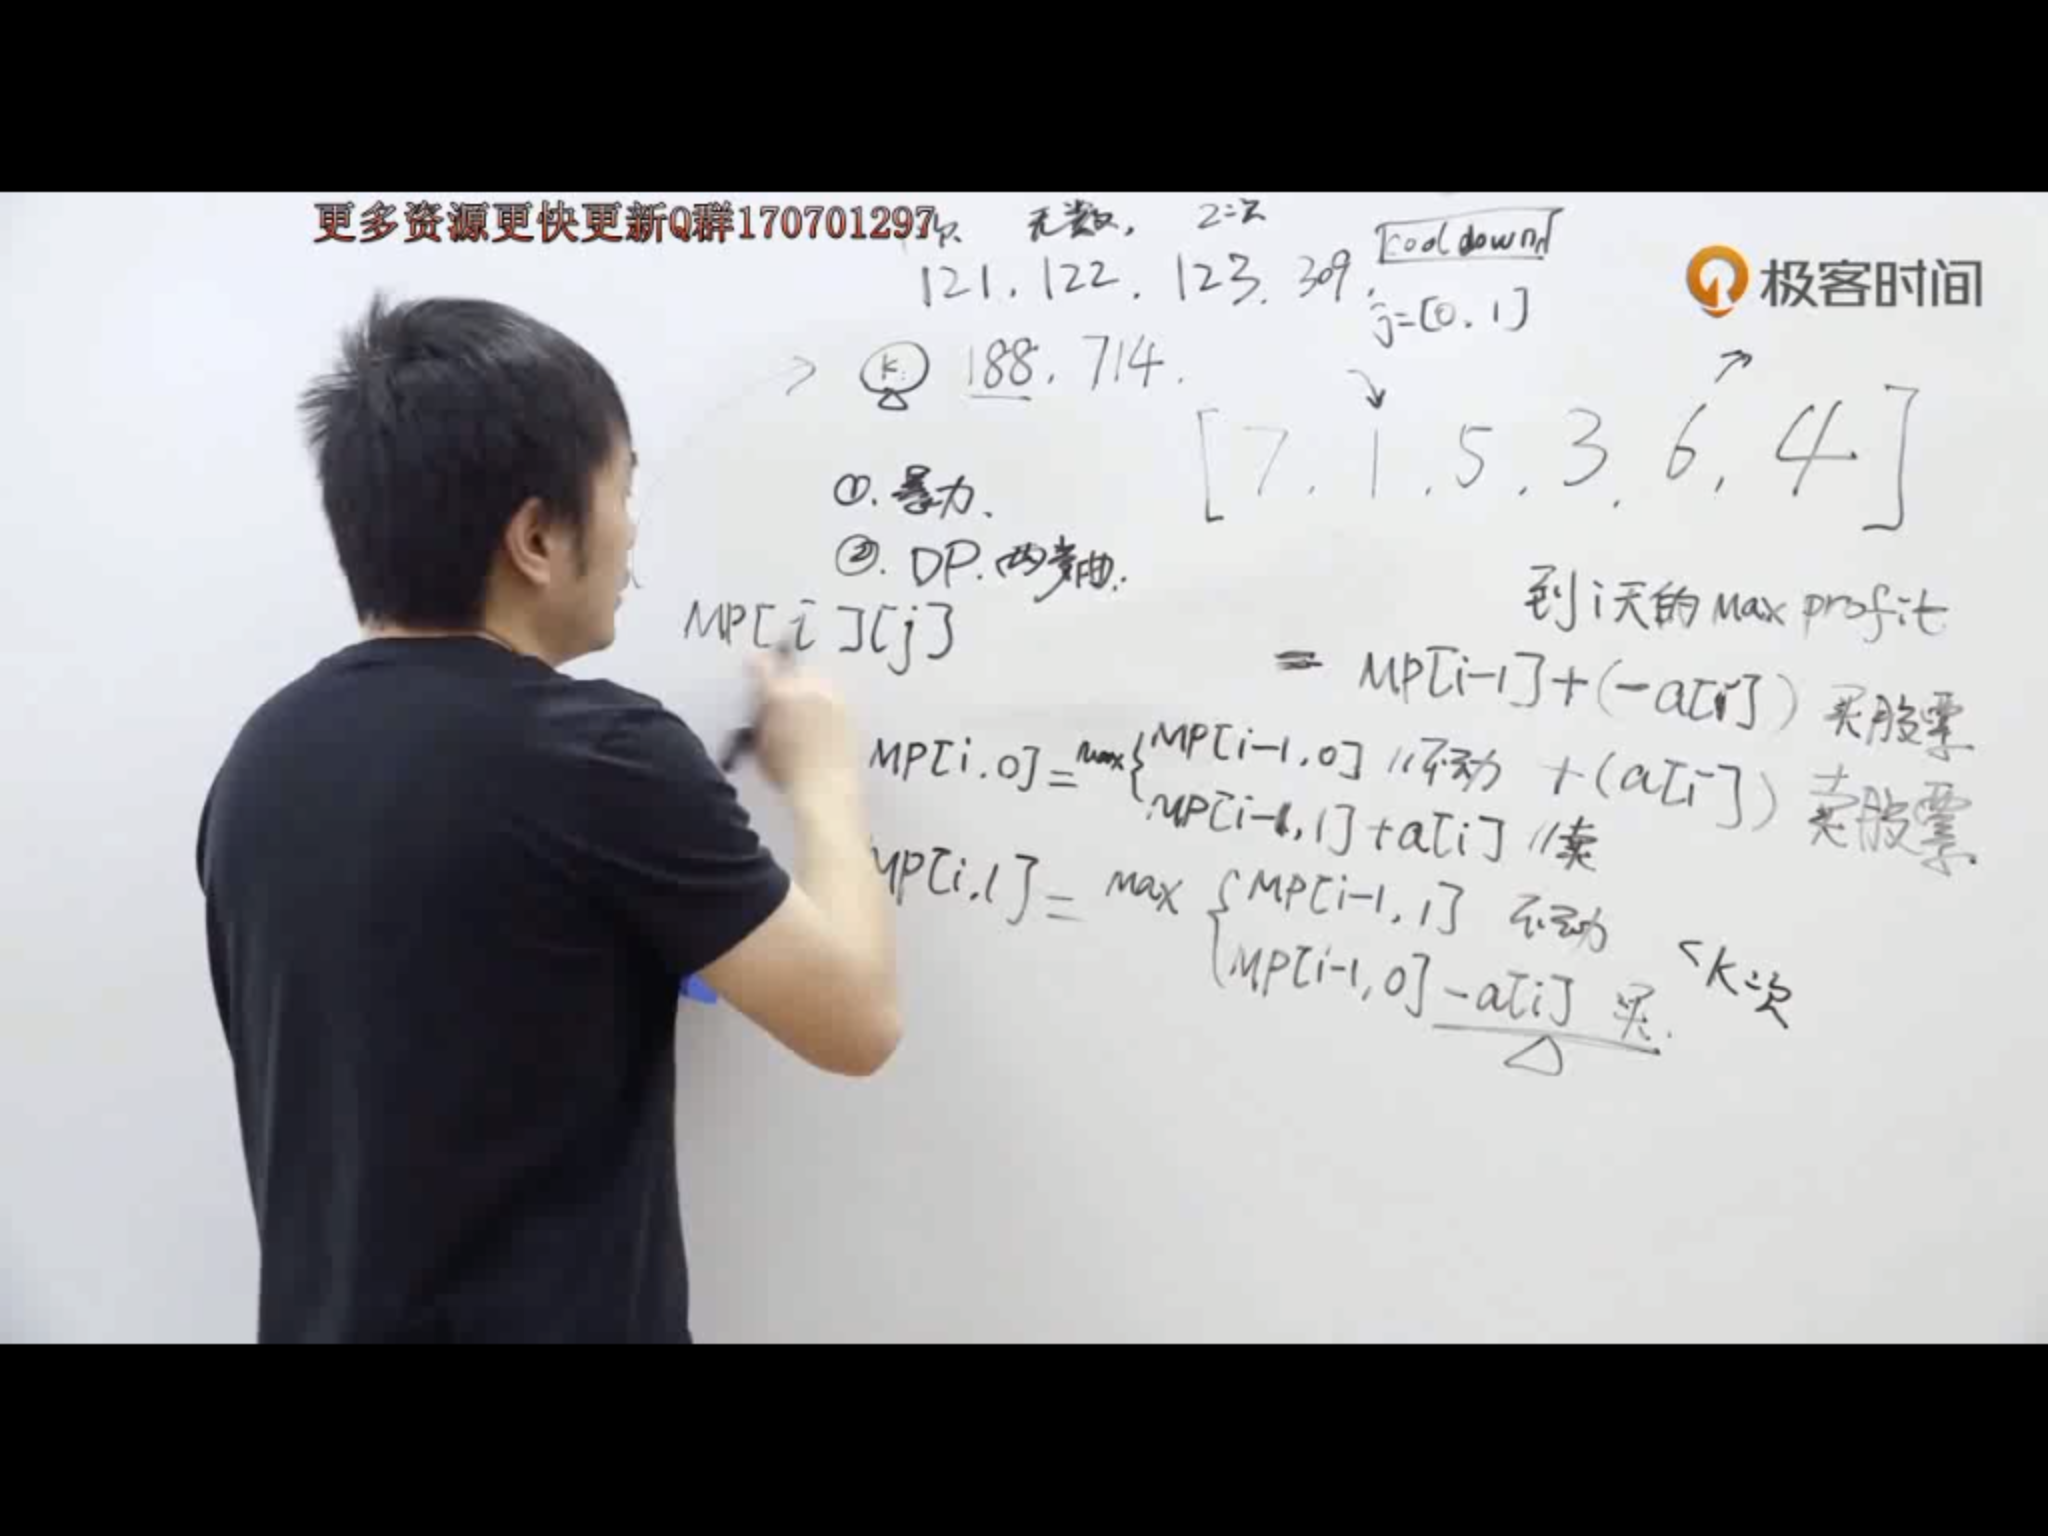 更多资源更快更新Q群170701297
次 无数, 2次
cooldown
极客时间
121, 122, 123, 309,
j=[0, 1]
k: 188, 714.
[7, 1, 5, 3, 6, 4]
①. 暴力.
②. DP.
MP[i][j]
到i天的max profit
= MP[i-1]+(-a[i]) 买股票
+(a[i]) 卖股票
MP[i,0]=max{MP[i-1,0] //不动
MP[i-1,1]+a[i] //卖
MP[i,1]= max {MP[i-1,1] 不动
MP[i-1,0]-a[i] 买.
<K次